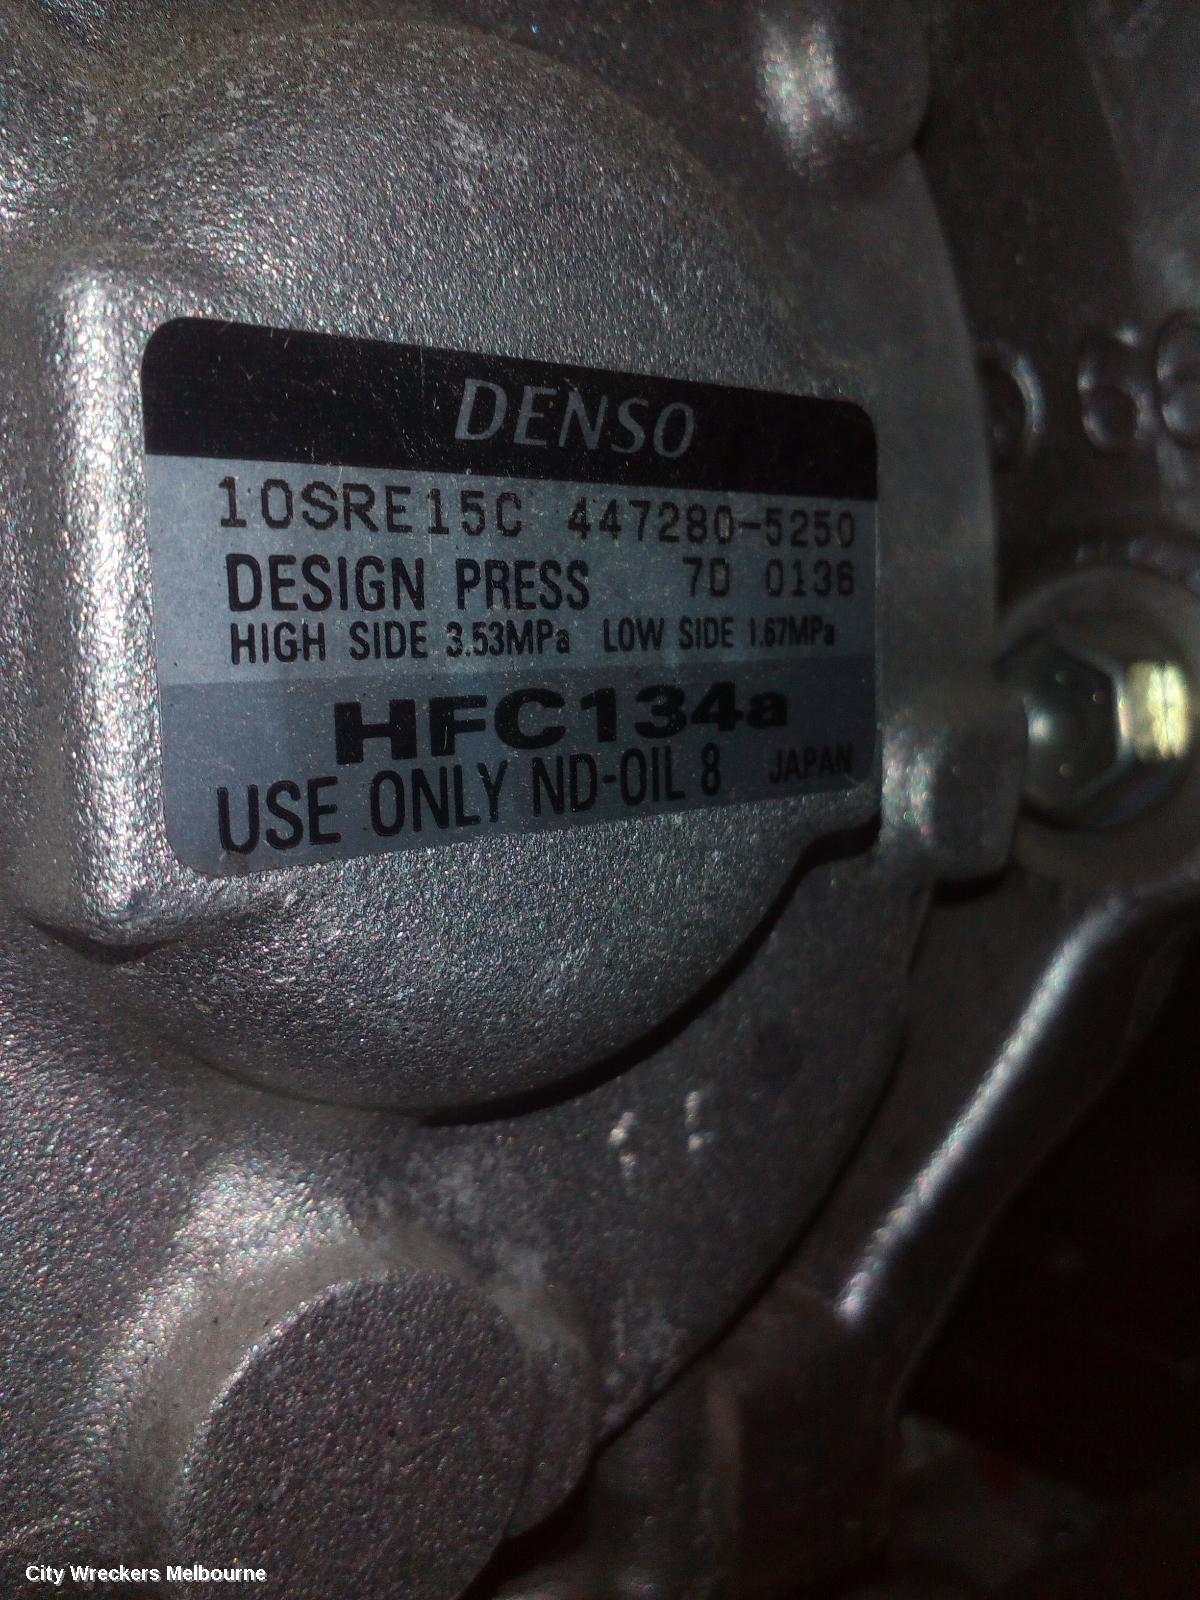 DENSO
10SRE15C 447280-5250
DESIGN PRESS 7D 0136
HIGH SIDE 3.53MPa LOW SIDE 1.67MPa
HFC134a
USE ONLY ND-OIL 8 JAPAN
City Wreckers Melbourne